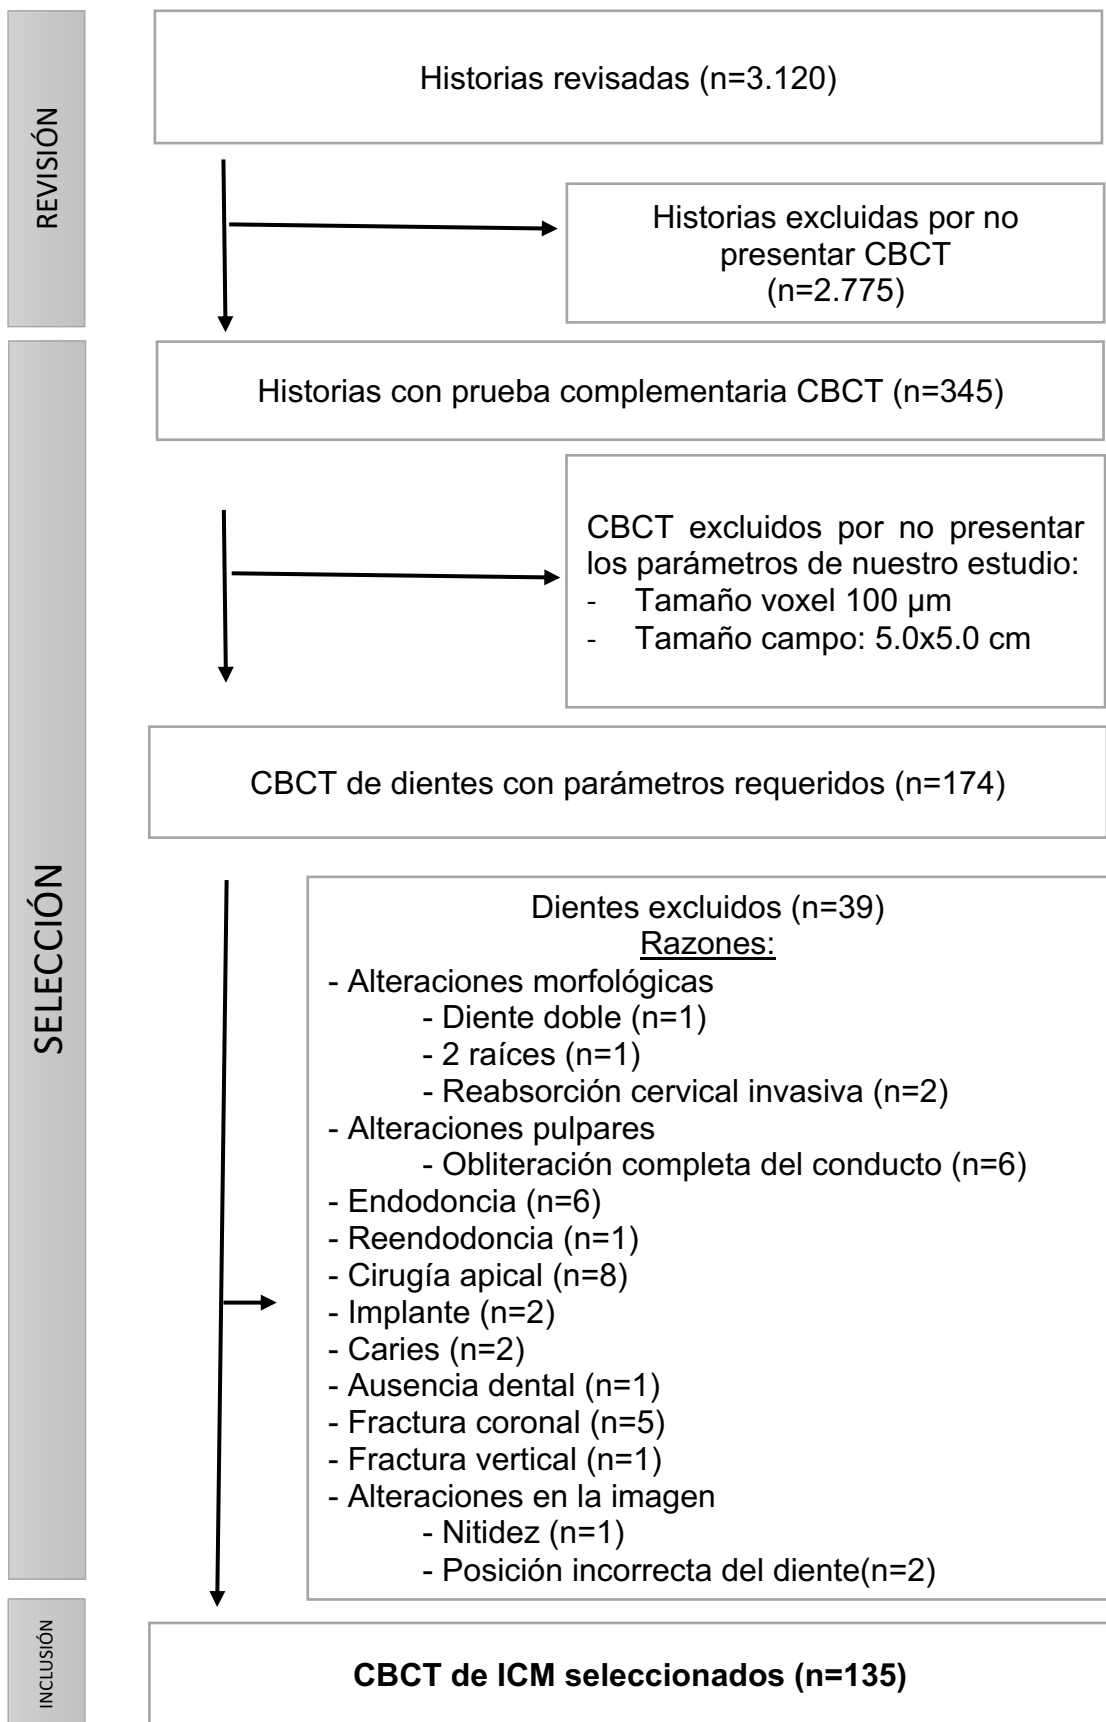 REVISIÓN
Historias revisadas (n=3.120)
Historias excluidas por no
presentar CBCT
(n=2.775)
SELECCIÓN
Historias con prueba complementaria CBCT (n=345)
CBCT excluidos por no presentar
los parámetros de nuestro estudio:
- Tamaño voxel 100 µm
- Tamaño campo: 5.0x5.0 cm
CBCT de dientes con parámetros requeridos (n=174)
Dientes excluidos (n=39)
Razones:
- Alteraciones morfológicas
- Diente doble (n=1)
- 2 raíces (n=1)
- Reabsorción cervical invasiva (n=2)
- Alteraciones pulpares
- Obliteración completa del conducto (n=6)
- Endodoncia (n=6)
- Reendodoncia (n=1)
- Cirugía apical (n=8)
- Implante (n=2)
- Caries (n=2)
- Ausencia dental (n=1)
- Fractura coronal (n=5)
- Fractura vertical (n=1)
- Alteraciones en la imagen
- Nitidez (n=1)
- Posición incorrecta del diente(n=2)
INCLUSIÓN
CBCT de ICM seleccionados (n=135)